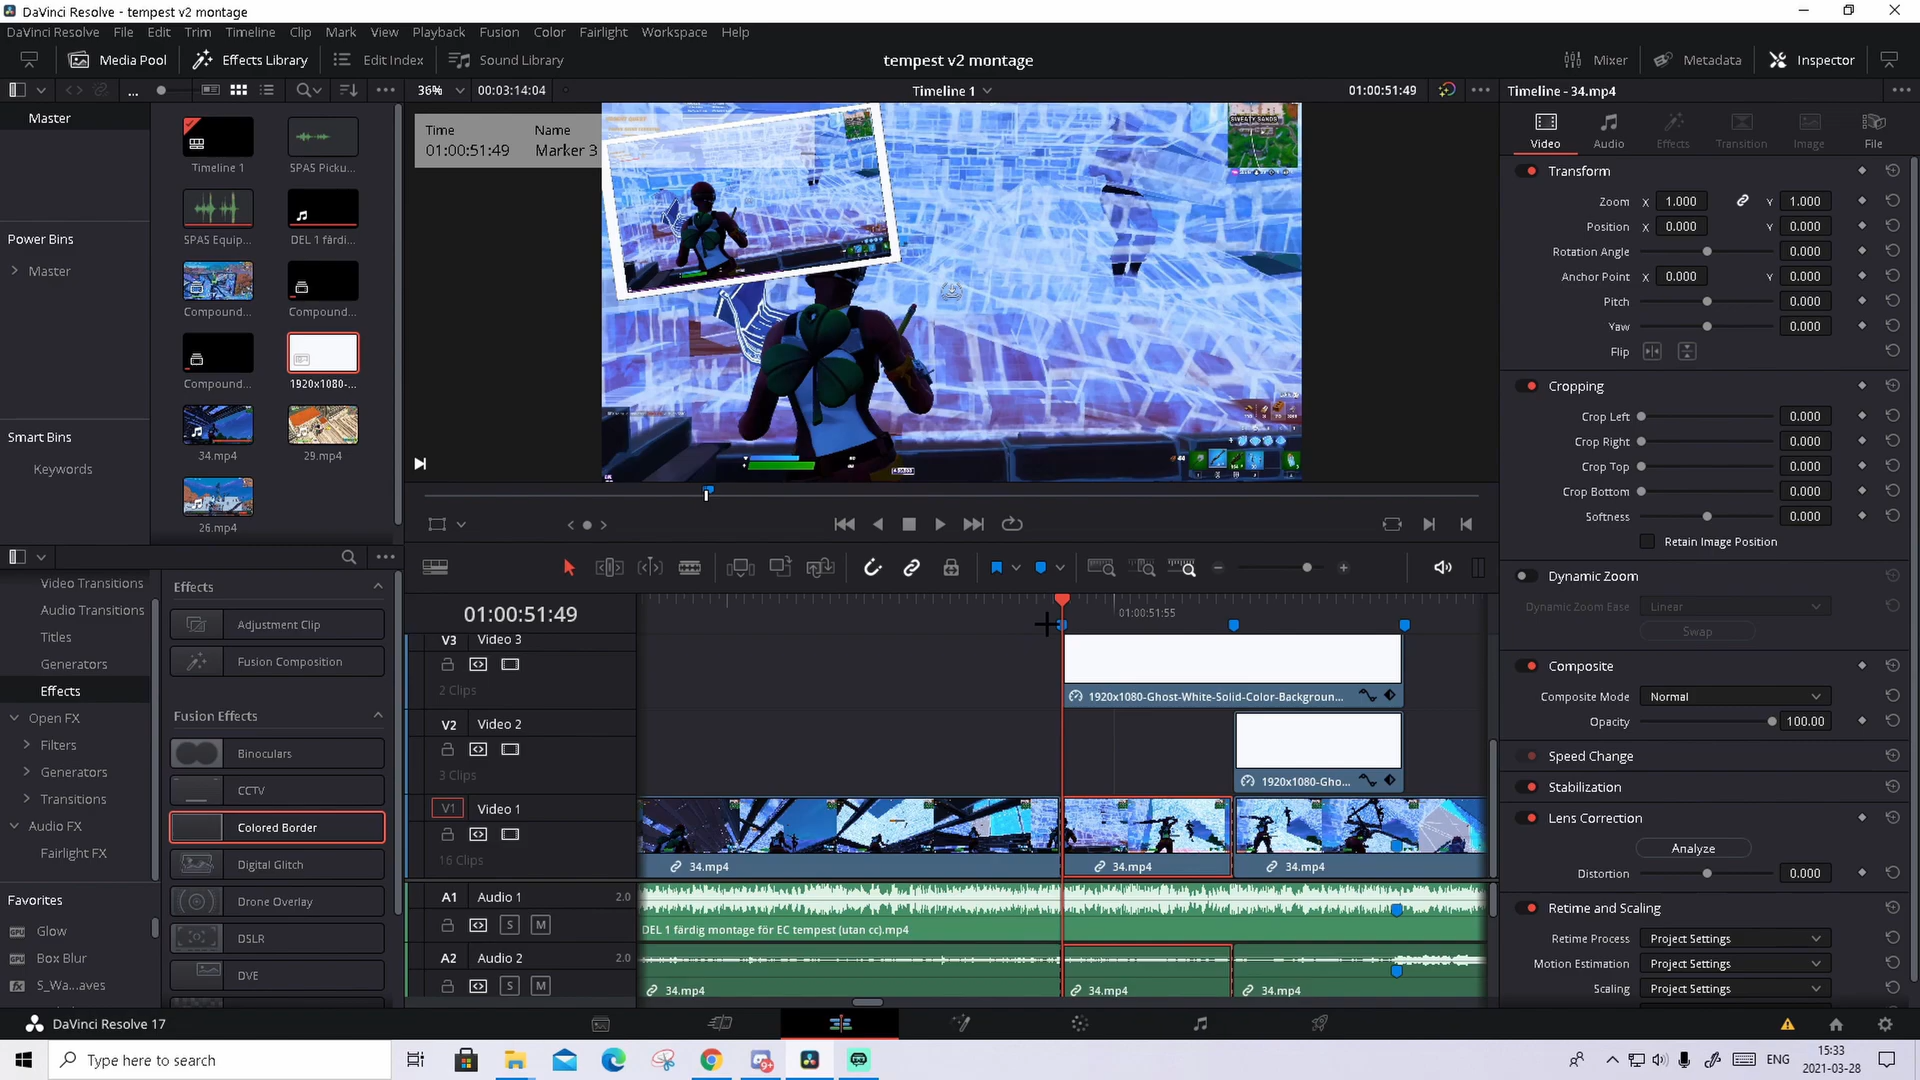 DaVinci Resolve - tempest v2 montage
DaVinci Resolve File Edit Trim Timeline Clip Mark View Playback Fusion Color Fairlight Workspace Help
Media Pool Effects Library Edit Index Sound Library tempest v2 montage Mixer Metadata Inspector
36% 00:03:14:04 Timeline 1 01:00:51:49 Timeline - 34.mp4
Master
Power Bins
Master
Smart Bins
Keywords
Timeline 1 SPAS Picku...
SPAS Equip... DEL 1 färdi...
Compound... Compound...
Compound... 1920x1080-...
34.mp4 29.mp4
26.mp4
Time Name
01:00:51:49 Marker 3
SWEATY SANDS
Video Audio Effects Transition Image File
Transform
Zoom X 1.000 Y 1.000
Position X 0.000 Y 0.000
Rotation Angle 0.000
Anchor Point X 0.000 Y 0.000
Pitch 0.000
Yaw 0.000
Flip
Cropping
Crop Left 0.000
Crop Right 0.000
Crop Top 0.000
Crop Bottom 0.000
Softness 0.000
Retain Image Position
Dynamic Zoom
Dynamic Zoom Ease Linear
Swap
Composite
Composite Mode Normal
Opacity 100.00
Speed Change
Stabilization
Lens Correction
Analyze
Distortion 0.000
Retime and Scaling
Retime Process Project Settings
Motion Estimation Project Settings
Scaling Project Settings
Video Transitions
Audio Transitions
Titles
Generators
Effects
Open FX
Filters
Generators
Transitions
Audio FX
Fairlight FX
Favorites
Glow
Box Blur
S_Wa...aves
Effects
Adjustment Clip
Fusion Composition
Fusion Effects
Binoculars
CCTV
Colored Border
Digital Glitch
Drone Overlay
DSLR
DVE
01:00:51:49 01:00:51:55
V3 Video 3
2 Clips
1920x1080-Ghost-White-Solid-Color-Backgroun...
V2 Video 2
3 Clips
1920x1080-Gho...
V1 Video 1
16 Clips
34.mp4 34.mp4 34.mp4
A1 Audio 1 2.0
S M
DEL 1 färdig montage för EC tempest (utan cc).mp4
A2 Audio 2 2.0
S M
34.mp4 34.mp4 34.mp4
DaVinci Resolve 17
Type here to search
9+
ENG
15:33
2021-03-28